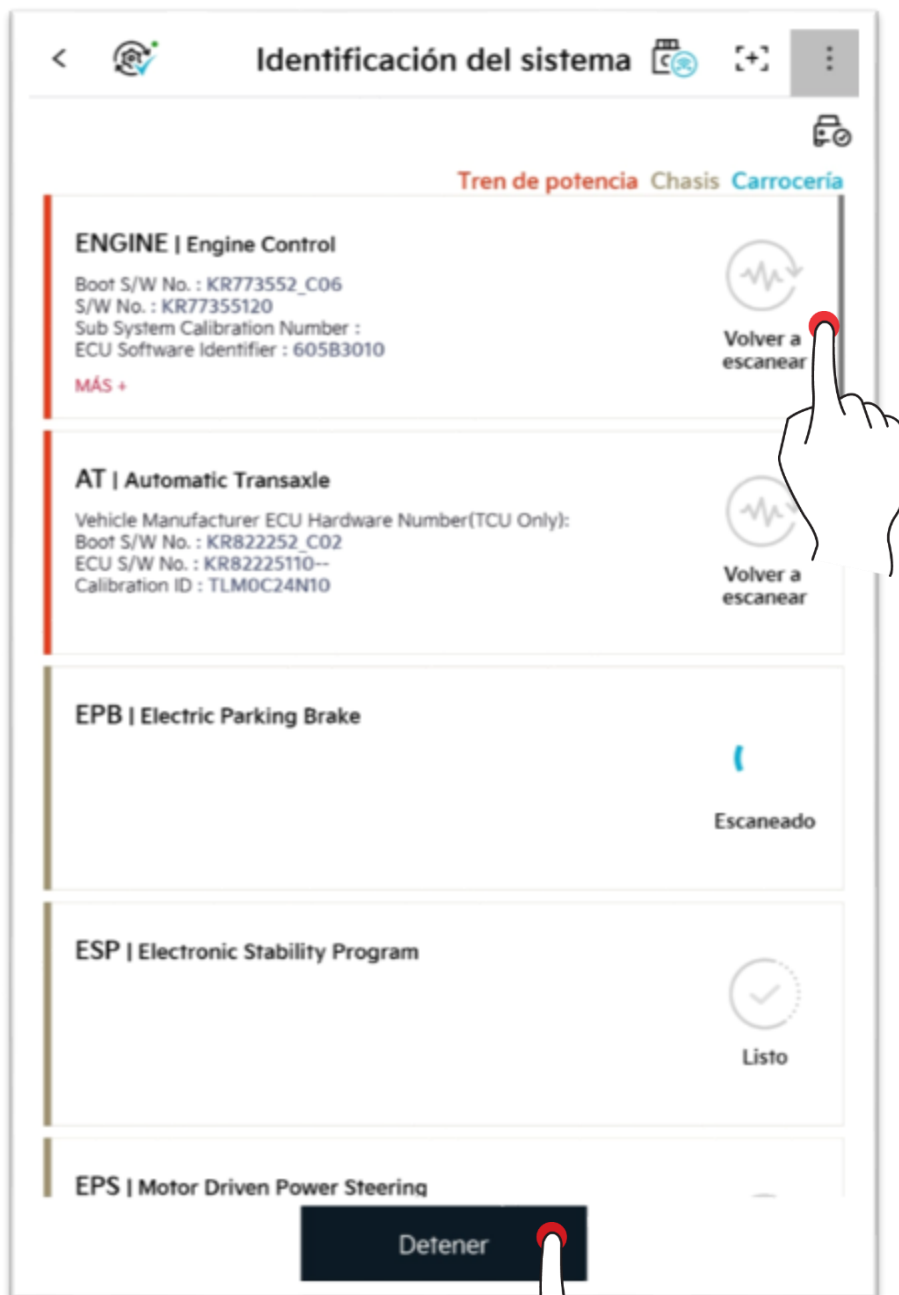 Identificación del sistema
Tren de potencia Chasis Carrocería
ENGINE | Engine Control
Boot S/W No. : KR773552_C06
S/W No. : KR77355120
Sub System Calibration Number :
ECU Software Identifier : 605B3010
MÁS +
Volver a
escanear
AT | Automatic Transaxle
Vehicle Manufacturer ECU Hardware Number(TCU Only):
Boot S/W No. : KR822252_C02
ECU S/W No. : KR82225110--
Calibration ID : TLM0C24N10
Volver a
escanear
EPB | Electric Parking Brake
Escaneado
ESP | Electronic Stability Program
Listo
EPS | Motor Driven Power Steering
Detener